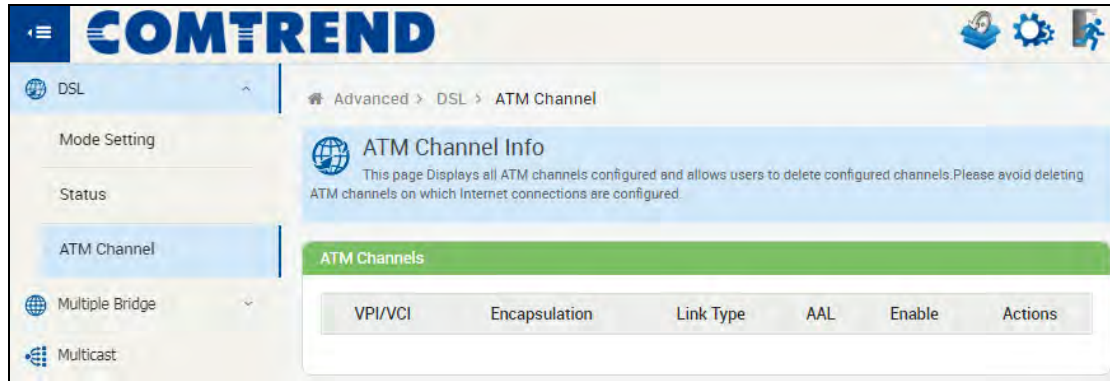 COMTREND
DSL
Mode Setting
Status
ATM Channel
Multiple Bridge
Multicast
Advanced > DSL > ATM Channel
ATM Channel Info
This page Displays all ATM channels configured and allows users to delete configured channels.Please avoid deleting
ATM channels on which Internet connections are configured.
ATM Channels
VPI/VCI Encapsulation Link Type AAL Enable Actions